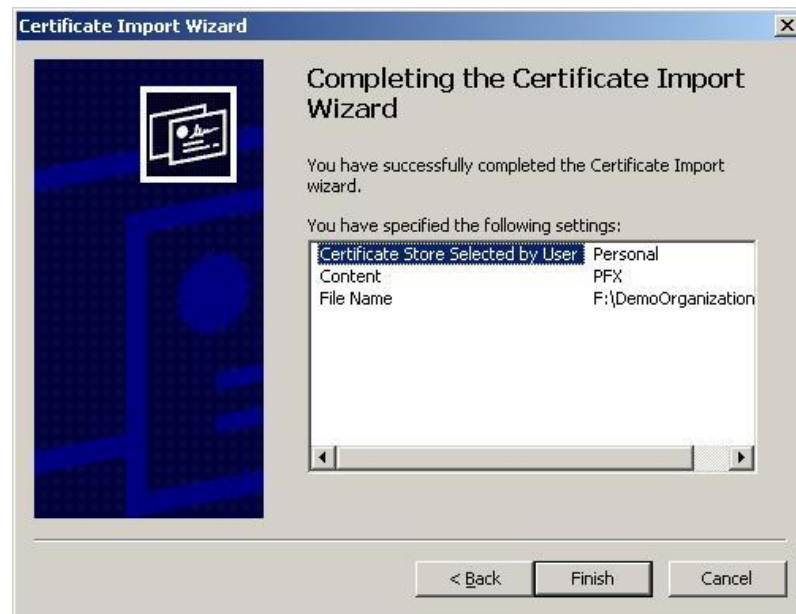 Certificate Import Wizard
Completing the Certificate Import
Wizard
You have successfully completed the Certificate Import
wizard.
You have specified the following settings:
Certificate Store Selected by User Personal
Content PFX
File Name F:\DemoOrganization
< Back Finish Cancel